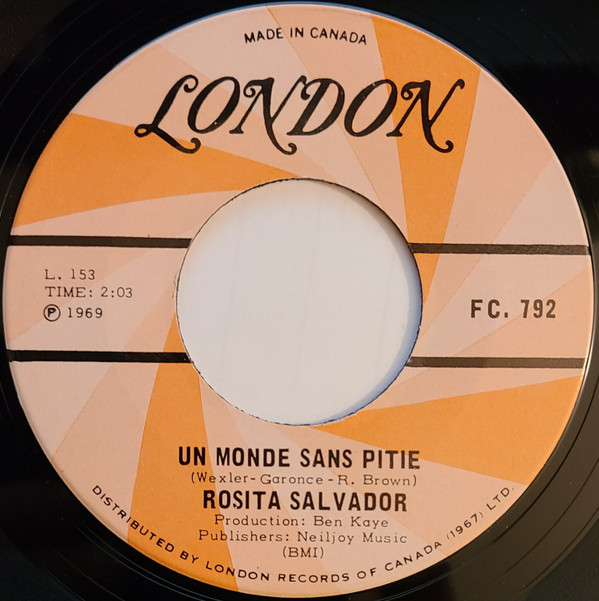 MADE IN CANADA
LONDON
L. 153
TIME: 2:03
Ⓟ 1969
FC. 792
UN MONDE SANS PITIE
(Wexler-Garonce-R. Brown)
ROSITA SALVADOR
Production: Ben Kaye
Publishers: Neiljoy Music
(BMI)
DISTRIBUTED BY LONDON RECORDS OF CANADA (1967) LTD.